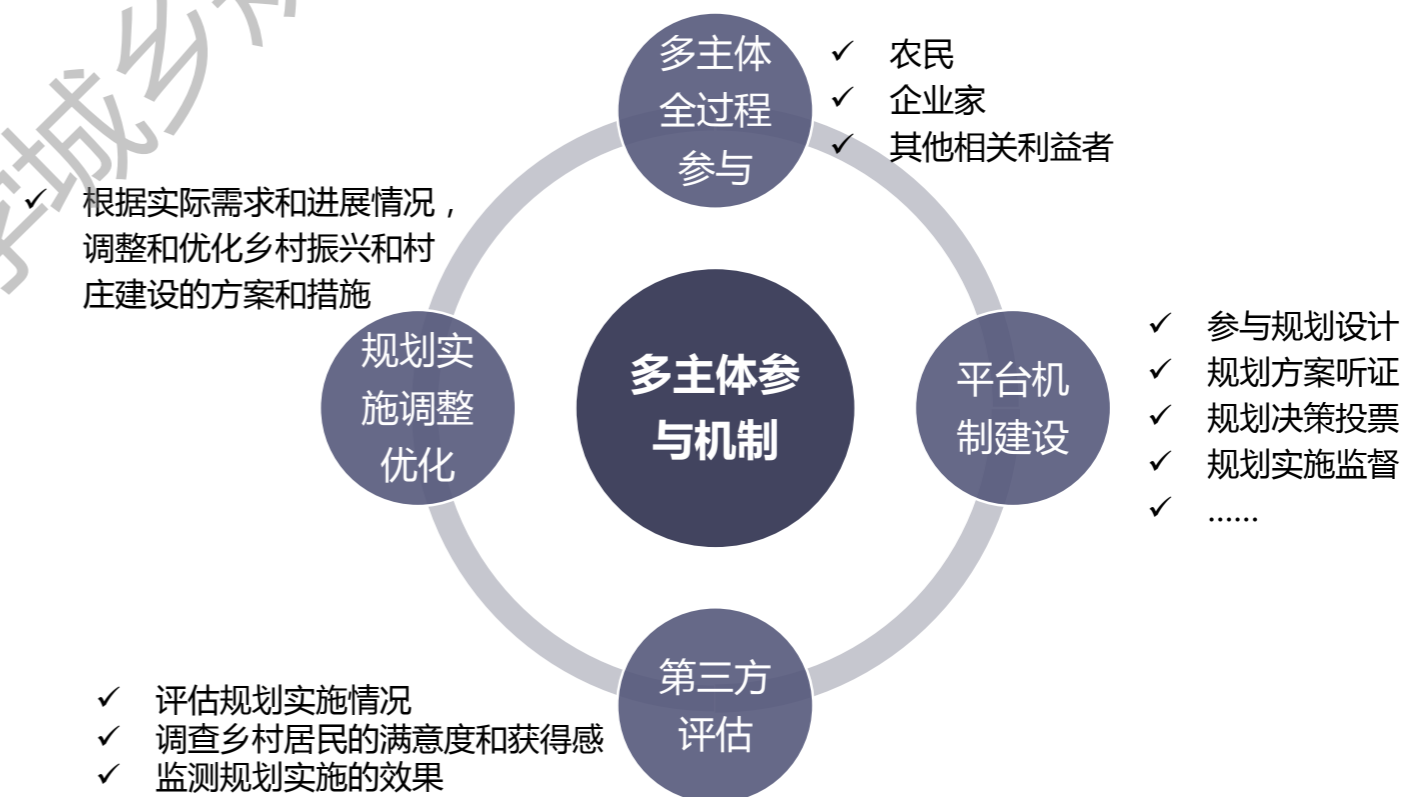 多主体
全过程
参与
✓ 农民
✓ 企业家
✓ 其他相关利益者
✓ 根据实际需求和进展情况，
调整和优化乡村振兴和村
庄建设的方案和措施
规划实
施调整
优化
多主体参
与机制
平台机
制建设
✓ 参与规划设计
✓ 规划方案听证
✓ 规划决策投票
✓ 规划实施监督
✓ ……
第三方
评估
✓ 评估规划实施情况
✓ 调查乡村居民的满意度和获得感
✓ 监测规划实施的效果
学城乡